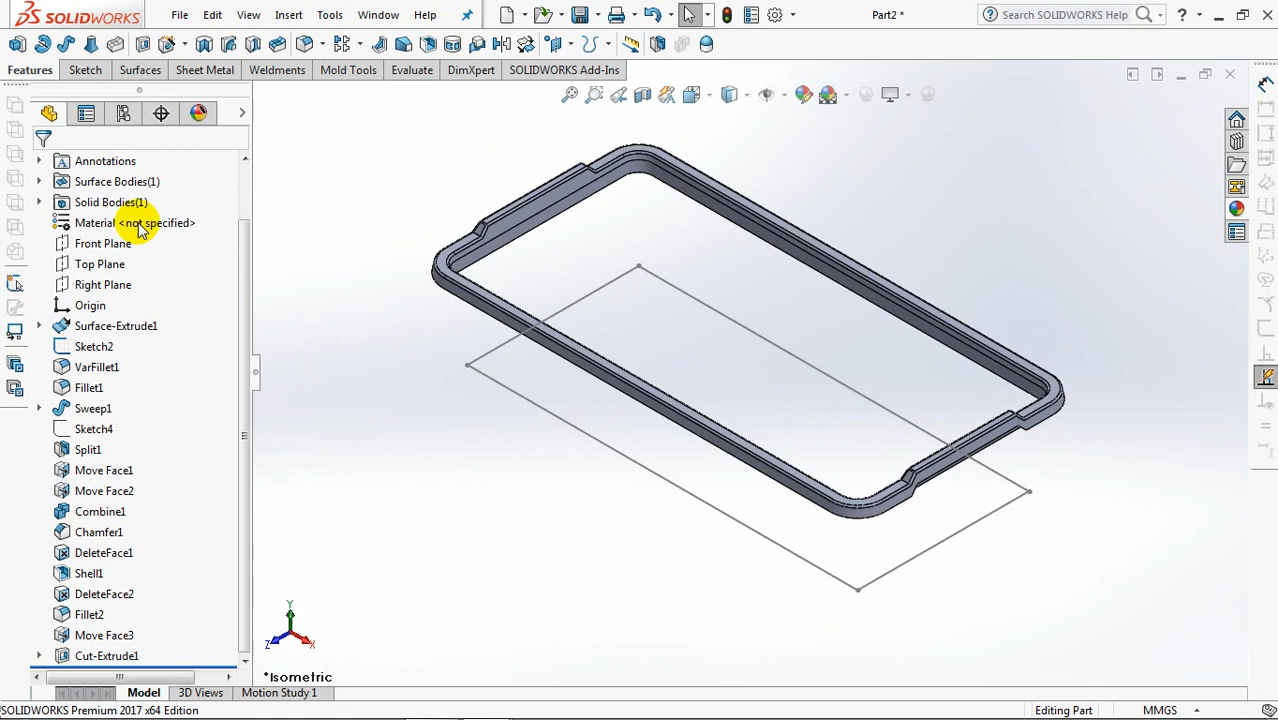 SOLIDWORKS File Edit View Insert Tools Window Help Part2 * Search SOLIDWORKS Help
Features Sketch Surfaces Sheet Metal Weldments Mold Tools Evaluate DimXpert SOLIDWORKS Add-Ins
Annotations
Surface Bodies(1)
Solid Bodies(1)
Material <not specified>
Front Plane
Top Plane
Right Plane
Origin
Surface-Extrude1
Sketch2
VarFillet1
Fillet1
Sweep1
Sketch4
Split1
Move Face1
Move Face2
Combine1
Chamfer1
DeleteFace1
Shell1
DeleteFace2
Fillet2
Move Face3
Cut-Extrude1
Y
Z X
*Isometric
Model 3D Views Motion Study 1
SOLIDWORKS Premium 2017 x64 Edition Editing Part MMGS